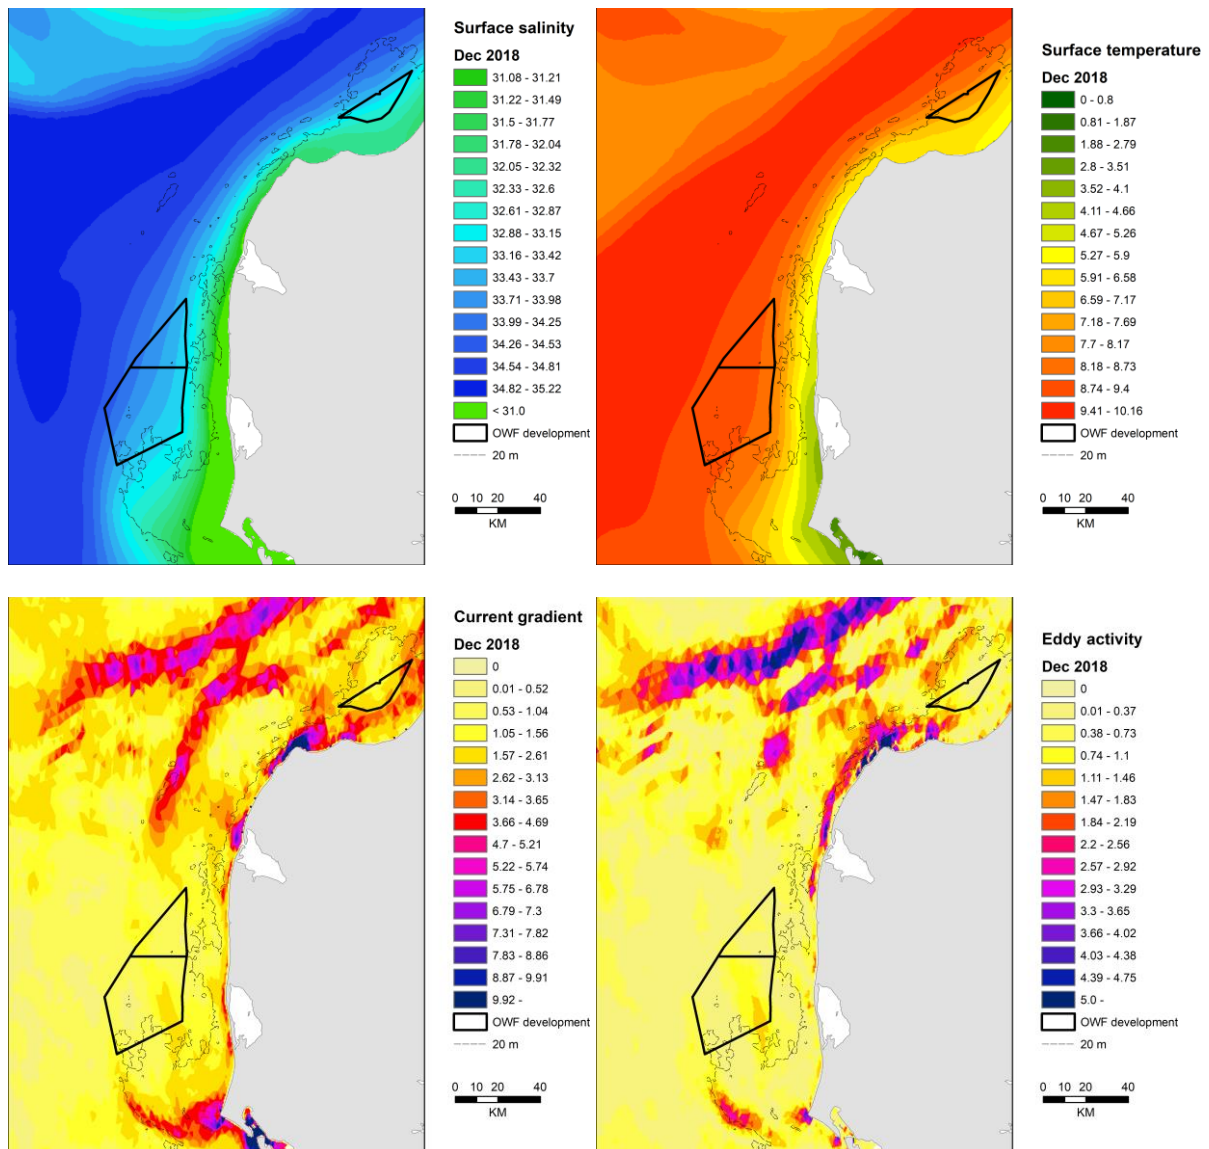 Surface salinity
Dec 2018
31.08 - 31.21
31.22 - 31.49
31.5 - 31.77
31.78 - 32.04
32.05 - 32.32
32.33 - 32.6
32.61 - 32.87
32.88 - 33.15
33.16 - 33.42
33.43 - 33.7
33.71 - 33.98
33.99 - 34.25
34.26 - 34.53
34.54 - 34.81
34.82 - 35.22
< 31.0
OWF development
20 m
0 10 20 40
KM
Surface temperature
Dec 2018
0 - 0.8
0.81 - 1.87
1.88 - 2.79
2.8 - 3.51
3.52 - 4.1
4.11 - 4.66
4.67 - 5.26
5.27 - 5.9
5.91 - 6.58
6.59 - 7.17
7.18 - 7.69
7.7 - 8.17
8.18 - 8.73
8.74 - 9.4
9.41 - 10.16
OWF development
20 m
0 10 20 40
KM
Current gradient
Dec 2018
0
0.01 - 0.52
0.53 - 1.04
1.05 - 1.56
1.57 - 2.61
2.62 - 3.13
3.14 - 3.65
3.66 - 4.69
4.7 - 5.21
5.22 - 5.74
5.75 - 6.78
6.79 - 7.3
7.31 - 7.82
7.83 - 8.86
8.87 - 9.91
9.92 -
OWF development
20 m
0 10 20 40
KM
Eddy activity
Dec 2018
0
0.01 - 0.37
0.38 - 0.73
0.74 - 1.1
1.11 - 1.46
1.47 - 1.83
1.84 - 2.19
2.2 - 2.56
2.57 - 2.92
2.93 - 3.29
3.3 - 3.65
3.66 - 4.02
4.03 - 4.38
4.39 - 4.75
5.0 -
OWF development
20 m
0 10 20 40
KM